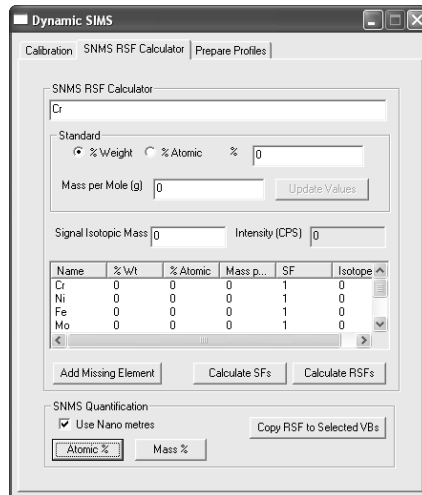 Dynamic SIMS
Calibration SNMS RSF Calculator Prepare Profiles
SNMS RSF Calculator
Cr
Standard
% Weight % Atomic % 0
Mass per Mole (g) 0 Update Values
Signal Isotopic Mass 0 Intensity (CPS) 0
Name % Wt % Atomic Mass p... SF Isotope
Cr 0 0 0 1 0
Ni 0 0 0 1 0
Fe 0 0 0 1 0
Mo 0 0 0 1 0
Add Missing Element Calculate SFs Calculate RSFs
SNMS Quantification
Use Nano metres Copy RSF to Selected VBs
Atomic % Mass %